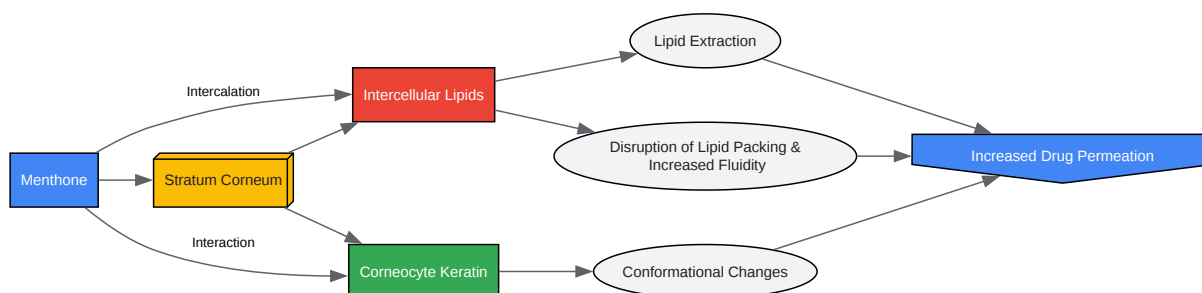 Lipid Extraction
Intercalation
Intercellular Lipids
Disruption of Lipid Packing &
Increased Fluidity
Increased Drug Permeation
Menthone
Stratum Corneum
Interaction
Corneocyte Keratin
Conformational Changes